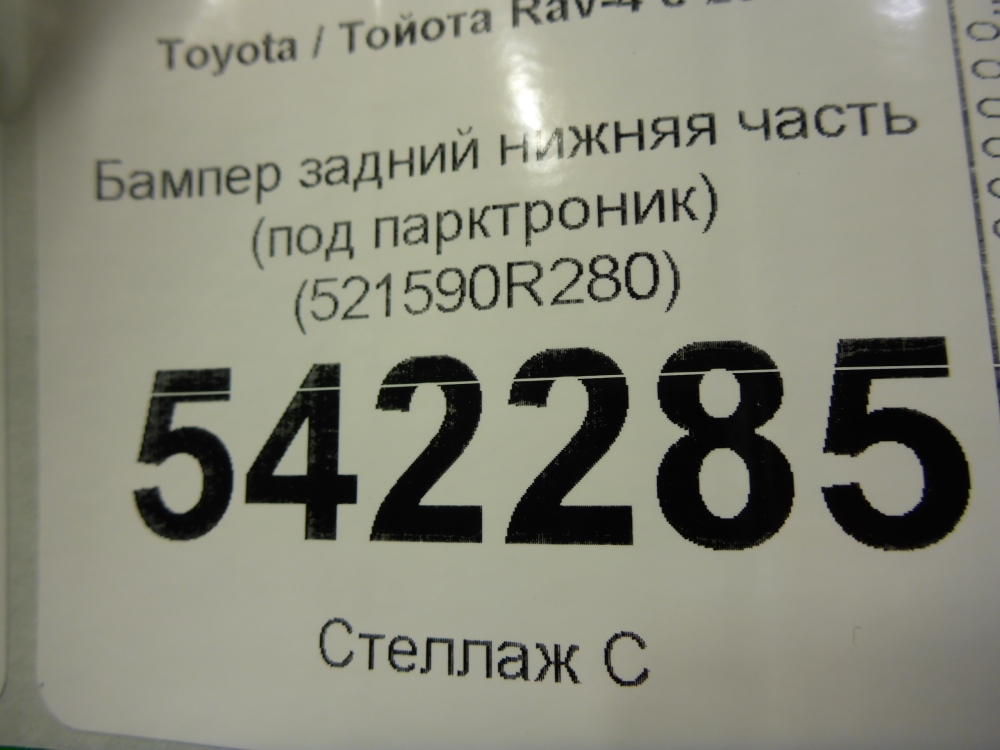 Toyota / Тойота Rav-4 с
Бампер задний нижняя часть
(под парктроник)
(521590R280)
542285
Стеллаж С